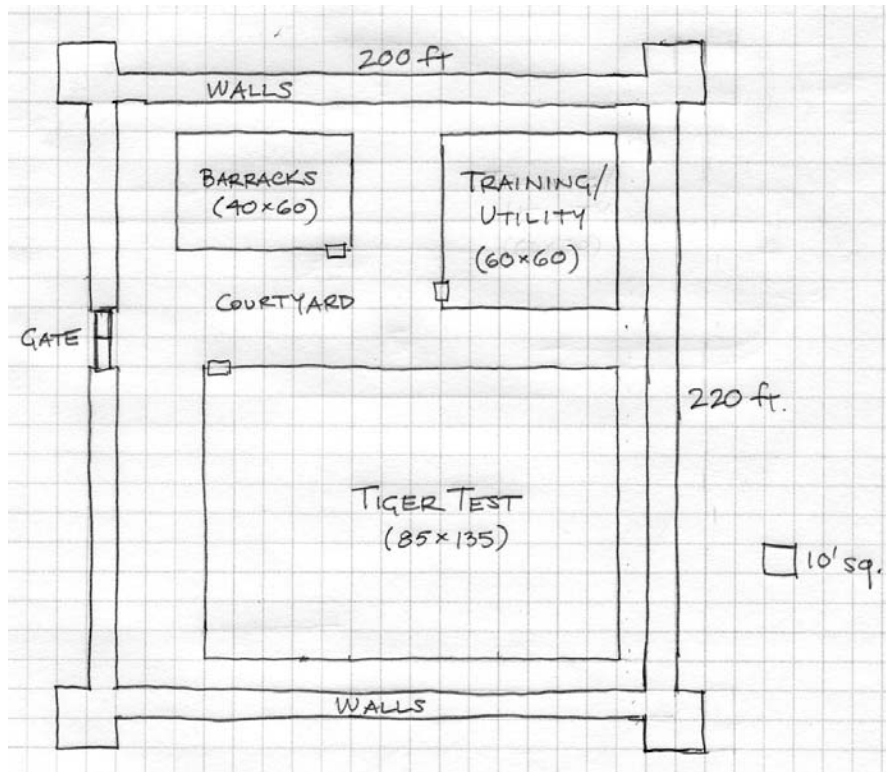 200 ft
WALLS
BARRACKS
(40×60)
TRAINING/
UTILITY
(60×60)
COURTYARD
GATE
220 ft.
TIGER TEST
(85×135)
10' sq.
WALLS